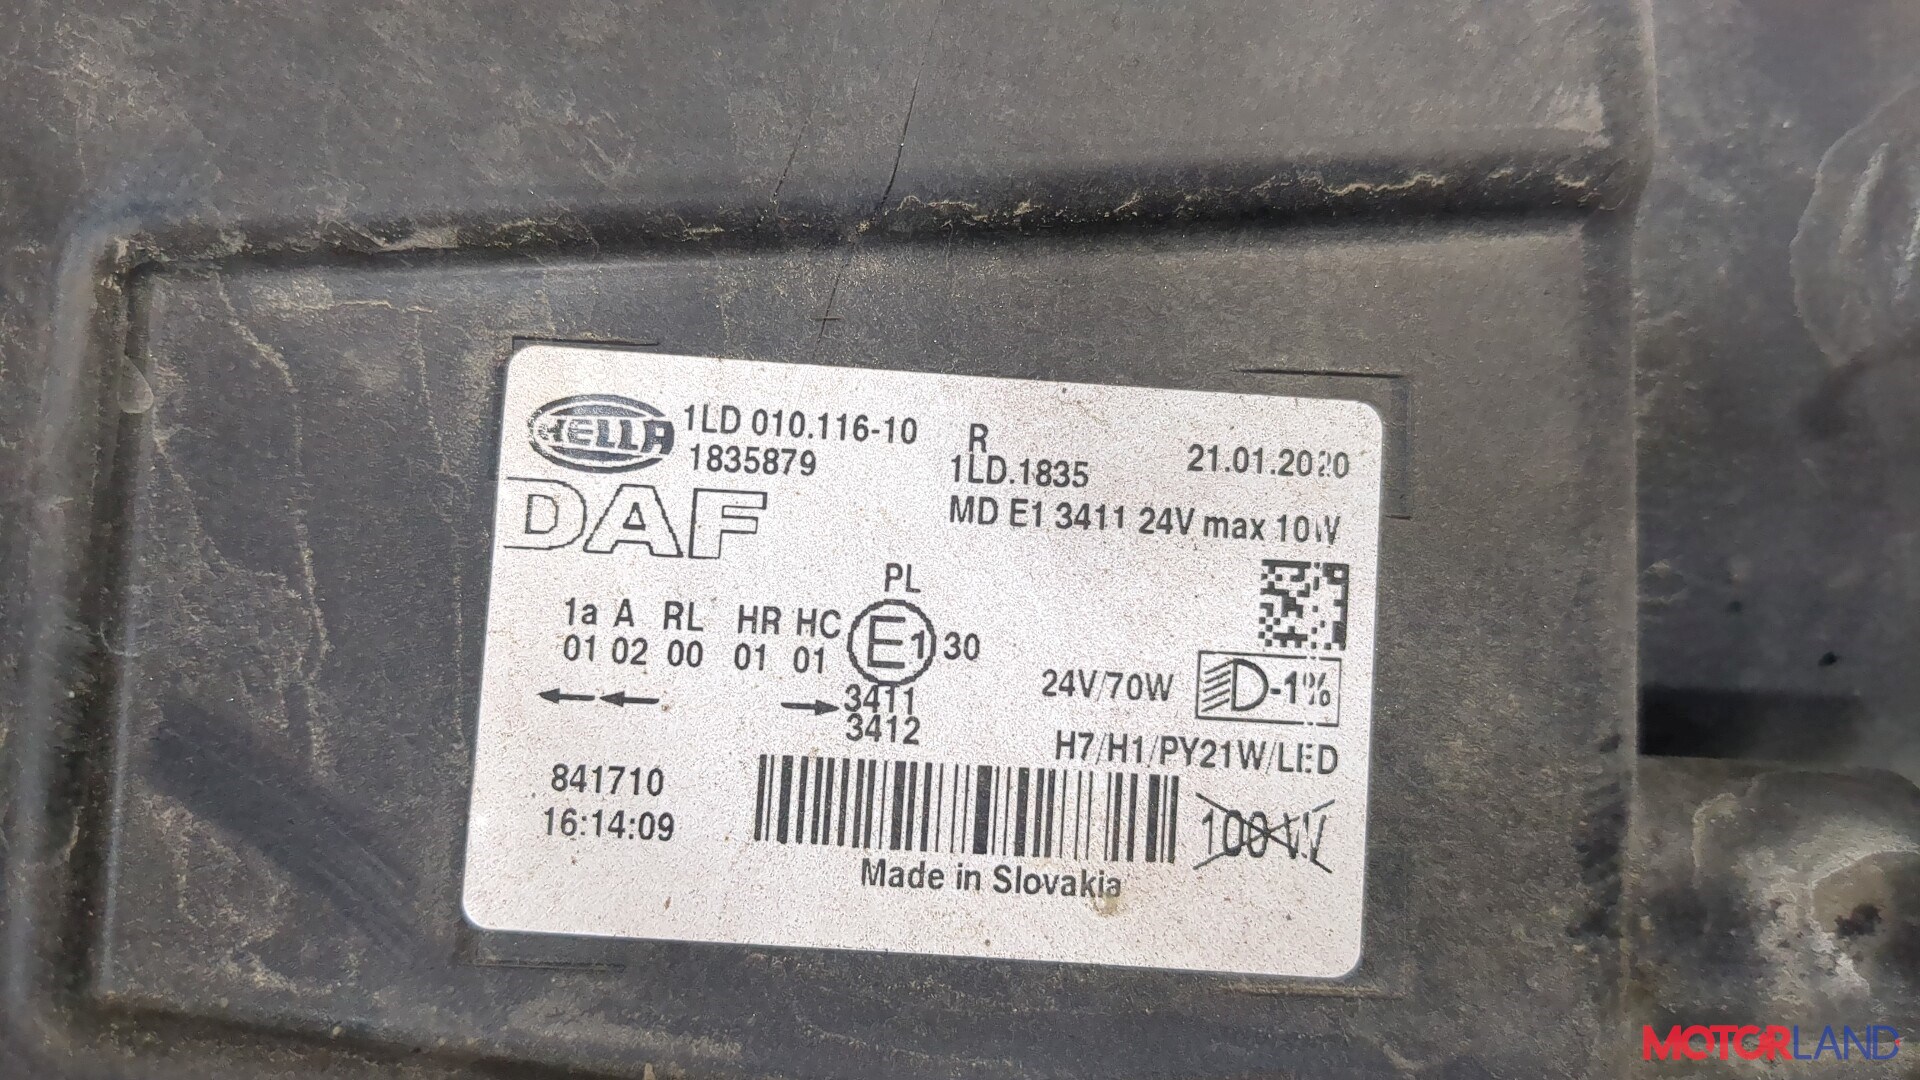 HELLA 1LD 010.116-10 R 21.01.2020
1835879 1LD.1835
DAF MD E1 3411 24V max 10W
PL
1a A RL HR HC E1 30
01 02 00 01 01
24V/70W D-1%
3411
3412
H7/H1/PY21W/LED
841710
16:14:09 100W
Made in Slovakia
MOTORLAND